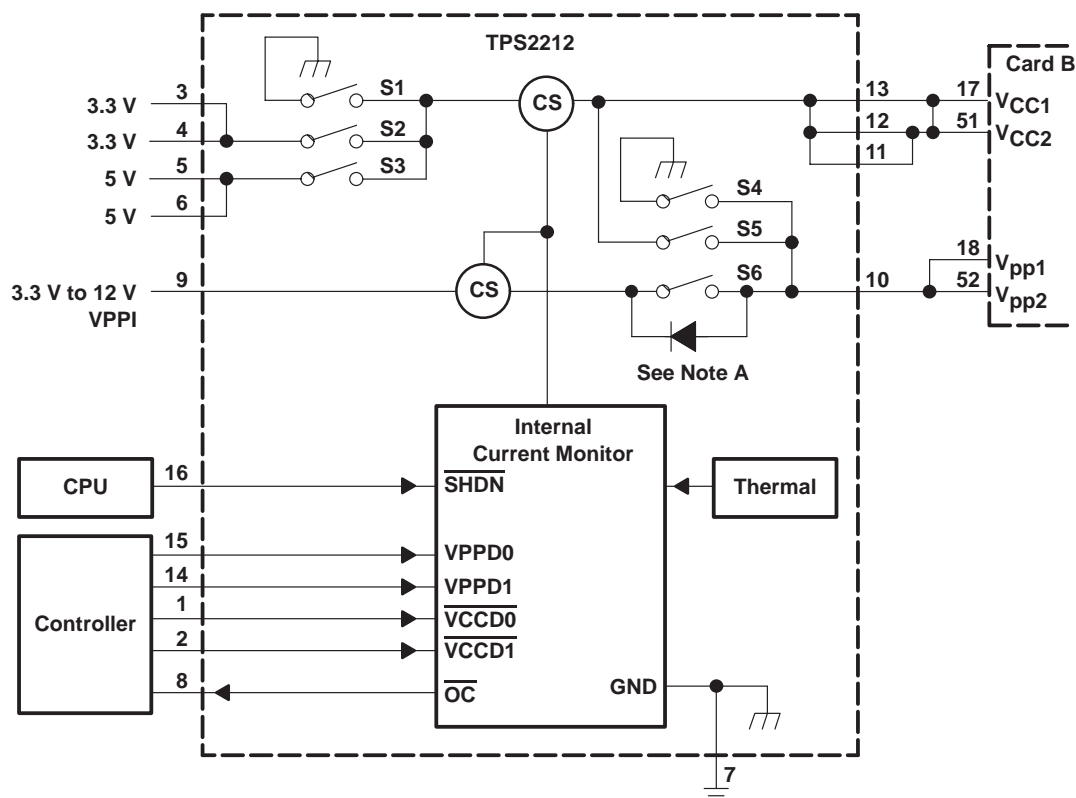 TPS2212
Card B
S1
CS
3
3.3 V
13
17
VCC1
4
3.3 V
S2
12
51
VCC2
5
5 V
S3
11
6
5 V
S4
S5
18
Vpp1
9
3.3 V to 12 V
VPPI
CS
S6
10
52
Vpp2
See Note A
Internal
Current Monitor
CPU
16
SHDN
Thermal
Controller
15
VPPD0
14
VPPD1
1
VCCD0
2
VCCD1
8
OC
GND
7